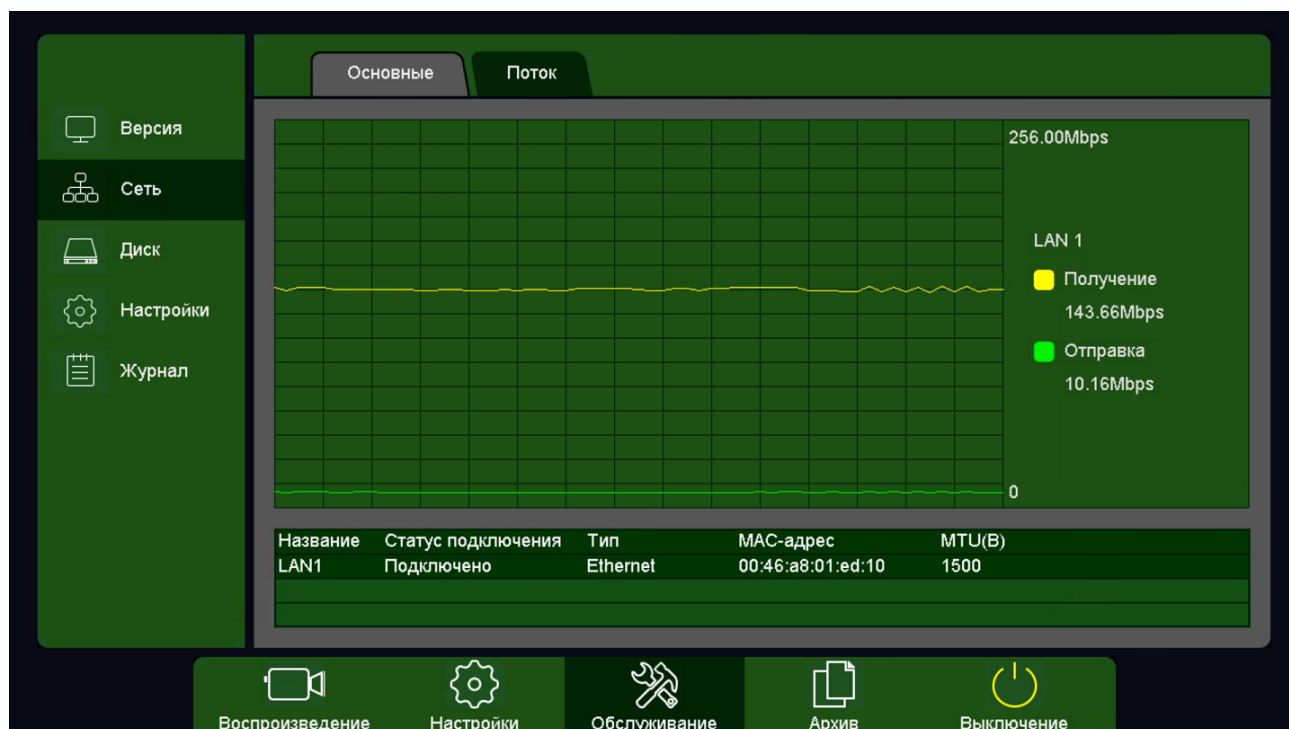 Основные Поток
Версия
Сеть
Диск
Настройки
Журнал
256.00Mbps
LAN 1
Получение
143.66Mbps
Отправка
10.16Mbps
0
Название Статус подключения Тип MAC-адрес MTU(B)
LAN1 Подключено Ethernet 00:46:a8:01:ed:10 1500
Воспроизведение Настройки Обслуживание Архив Выключение